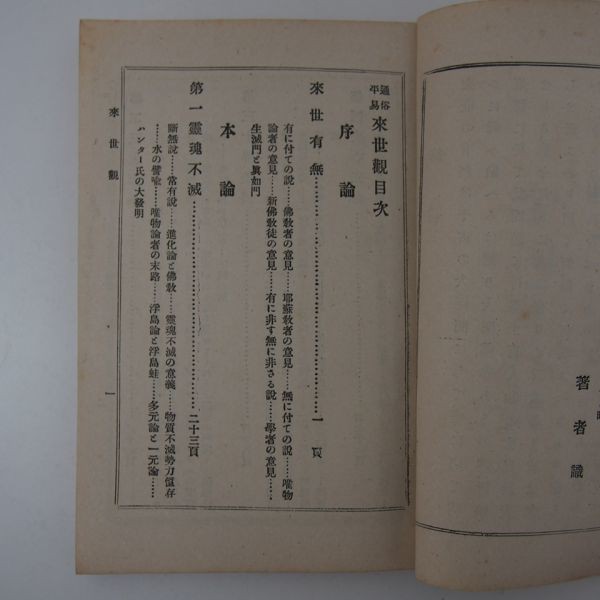 著者識
通俗
平易
來世觀目次
序論
來世有無……………………一頁
有に付ての說……佛敎者の意見……耶蘇敎者の意見……無に付ての說……唯物
論者の意見……新佛敎徒の意見……有に非す無に非さる說……學者の意見……
生滅門と眞如門
本論
第一靈魂不滅……………………二十三頁
斷無說……常有說……進化論と佛敎……靈魂不滅の意義……物質不滅勢力恒存
……水の譬喩……唯物論者の末路……浮島論と浮島蛙……多元論と一元論……
ハンター氏の大發明
來世觀
一